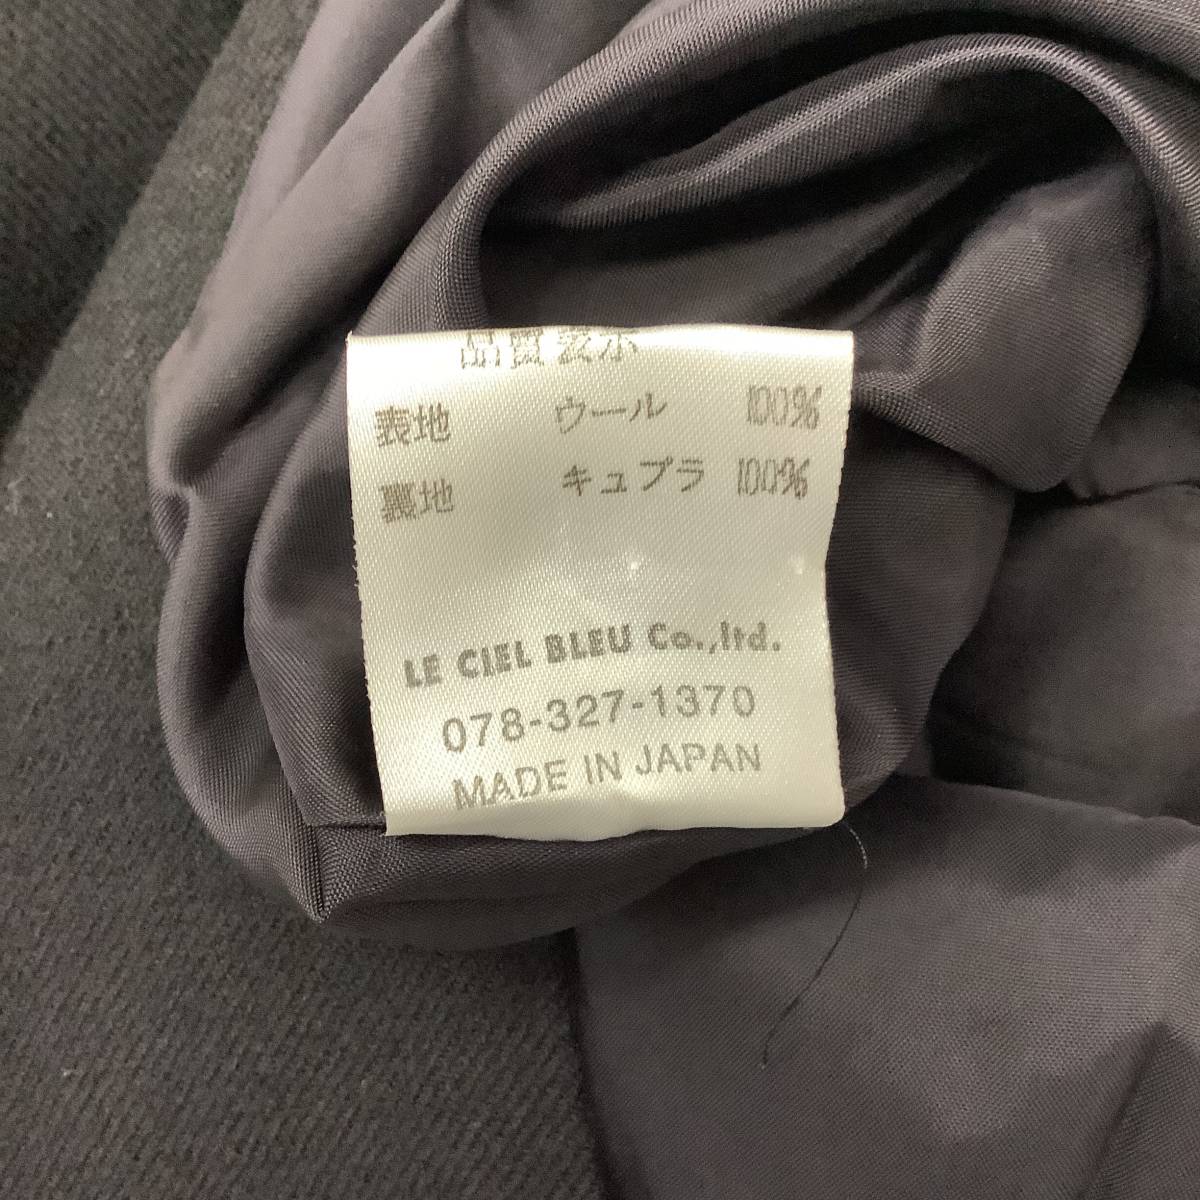 品質表示
表地 ウール 100%
裏地 キュプラ 100%
LE CIEL BLEU Co.,ltd.
078-327-1370
MADE IN JAPAN